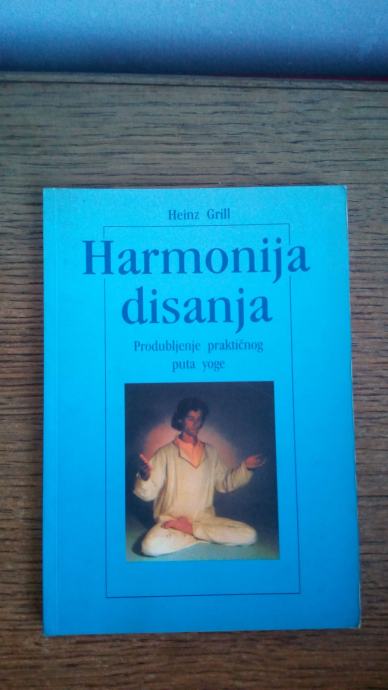 Heinz Grill
Harmonija
disanja
Produbljenje praktičnog
puta yoge